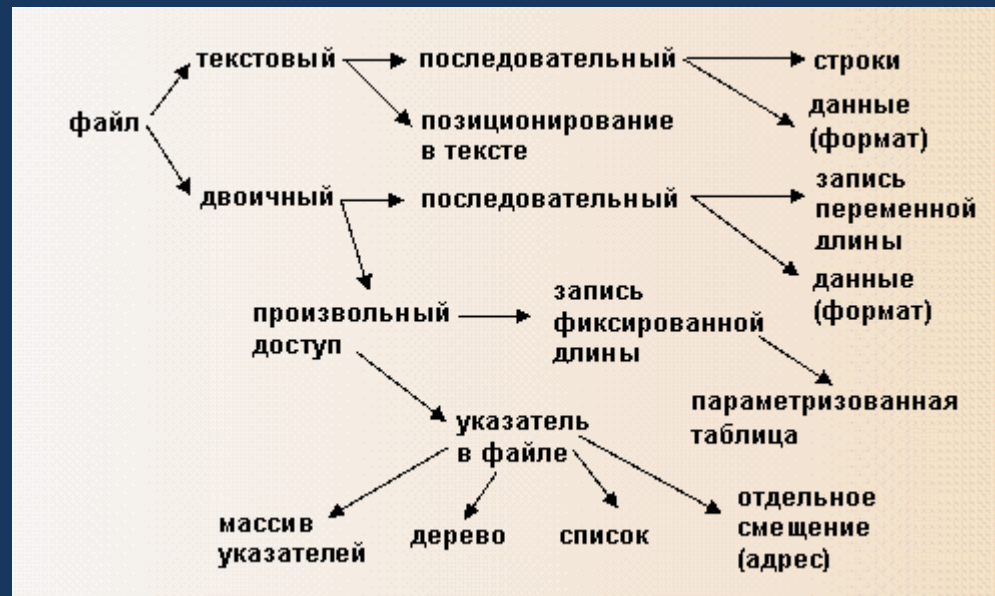 текстовый
последовательный
строки
файл
позиционирование
в тексте
данные
(формат)
двоичный
последовательный
запись
переменной
длины
данные
(формат)
произвольный
доступ
запись
фиксированной
длины
параметризованная
таблица
указатель
в файле
массив
указателей
дерево
список
отдельное
смещение
(адрес)